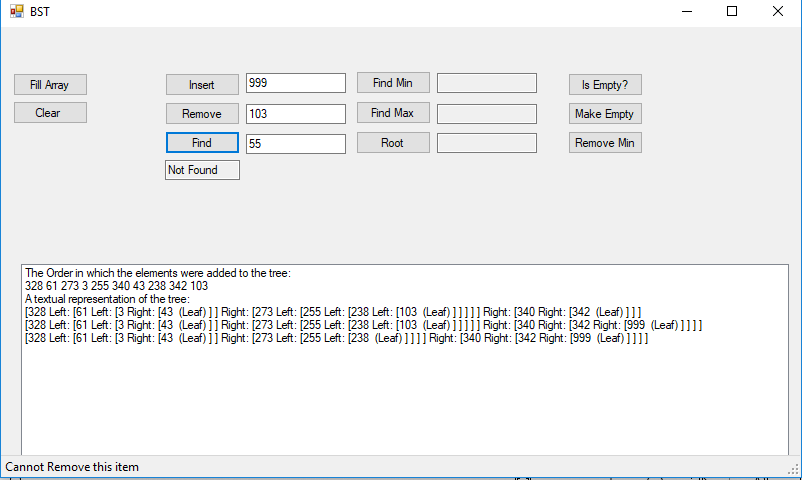 BST
Fill Array Insert 999 Find Min Is Empty?
Clear Remove 103 Find Max Make Empty
Find 55 Root Remove Min
Not Found
The Order in which the elements were added to the tree:
328 61 273 3 255 340 43 238 342 103
A textual representation of the tree:
[328 Left: [61 Left: [3 Right: [43 (Leaf) ] ] Right: [273 Left: [255 Left: [238 Left: [103 (Leaf) ] ] ] ] ] Right: [340 Right: [342 (Leaf) ] ] ]
[328 Left: [61 Left: [3 Right: [43 (Leaf) ] ] Right: [273 Left: [255 Left: [238 Left: [103 (Leaf) ] ] ] ] ] Right: [340 Right: [342 Right: [999 (Leaf) ] ] ] ]
[328 Left: [61 Left: [3 Right: [43 (Leaf) ] ] Right: [273 Left: [255 Left: [238 (Leaf) ] ] ] ] Right: [340 Right: [342 Right: [999 (Leaf) ] ] ] ]
Cannot Remove this item